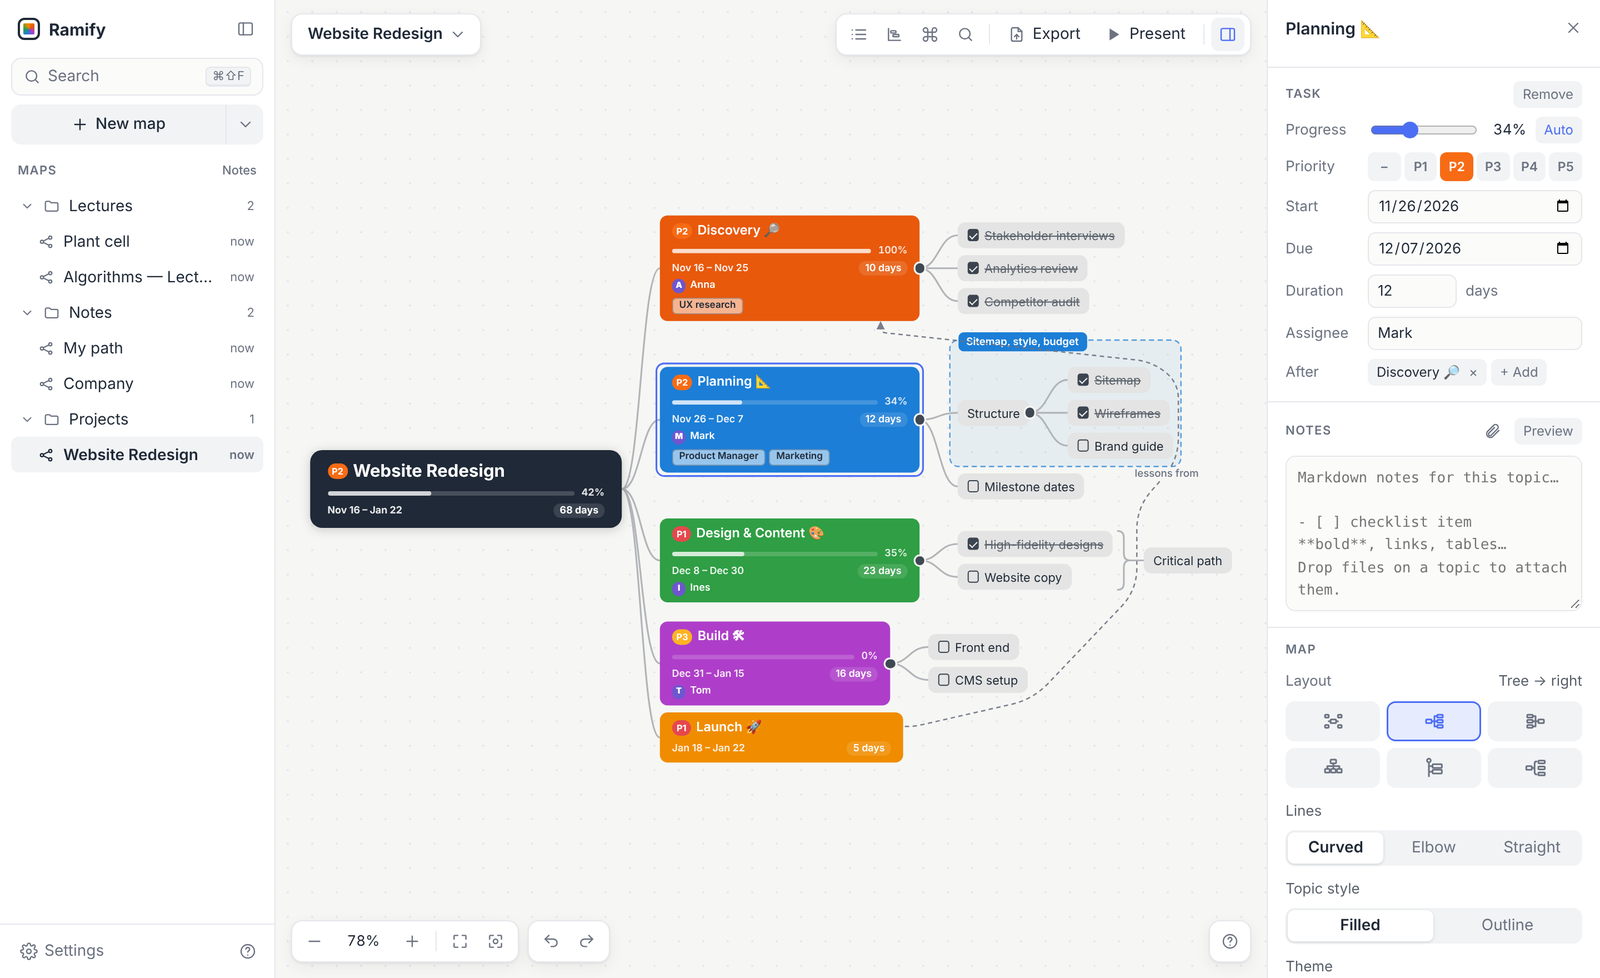 Ramify
Search
⌘⇧F
+ New map
MAPS
Notes
Lectures
2
Plant cell
now
Algorithms — Lect...
now
Notes
2
My path
now
Company
now
Projects
1
Website Redesign
now
Settings
Website Redesign
Export
Present
P2 Website Redesign
42%
Nov 16 – Jan 22
68 days
P2 Discovery 🔎
100%
Nov 16 – Nov 25
10 days
A Anna
UX research
Stakeholder interviews
Analytics review
Competitor audit
P2 Planning 📐
34%
Nov 26 – Dec 7
12 days
M Mark
Product Manager
Marketing
Sitemap, style, budget
Structure
Sitemap
Wireframes
Brand guide
lessons from
Milestone dates
P1 Design & Content 🎨
35%
Dec 8 – Dec 30
23 days
I Ines
High-fidelity designs
Website copy
Critical path
P3 Build 🛠
0%
Dec 31 – Jan 15
16 days
T Tom
Front end
CMS setup
P1 Launch 🚀
Jan 18 – Jan 22
5 days
78%
Planning 📐
TASK
Remove
Progress
34%
Auto
Priority
– P1 P2 P3 P4 P5
Start
11/26/2026
Due
12/07/2026
Duration
12
days
Assignee
Mark
After
Discovery 🔎 ×
+ Add
NOTES
Preview
Markdown notes for this topic…
- [ ] checklist item
**bold**, links, tables…
Drop files on a topic to attach
them.
MAP
Layout
Tree → right
Lines
Curved
Elbow
Straight
Topic style
Filled
Outline
Theme